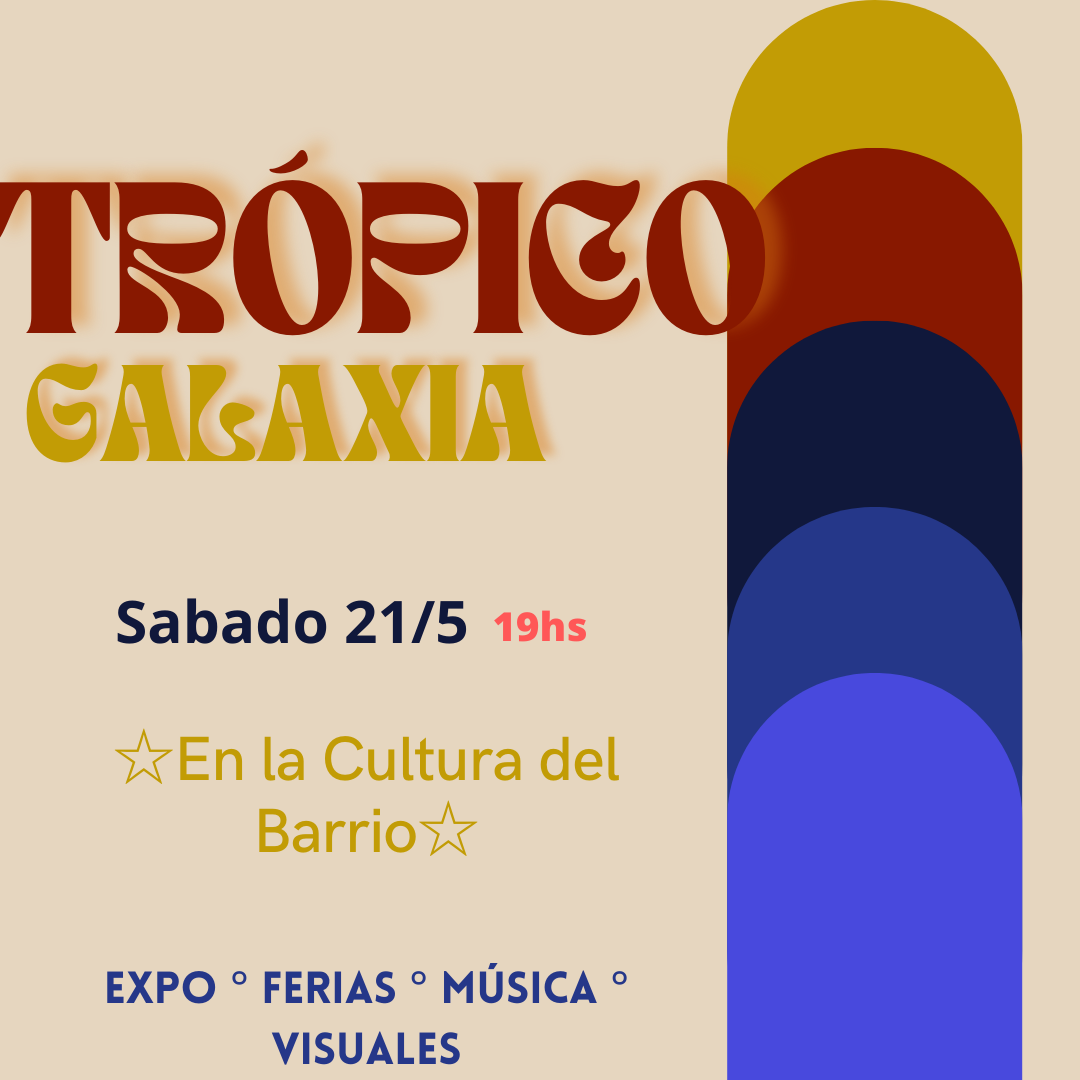 TRÓPICO
GALAXIA
Sabado 21/5 19hs
☆En la Cultura del
Barrio☆
EXPO ° FERIAS ° MÚSICA °
VISUALES